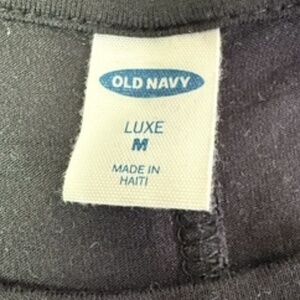 OLD NAVY
LUXE
M
MADE IN
HAITI